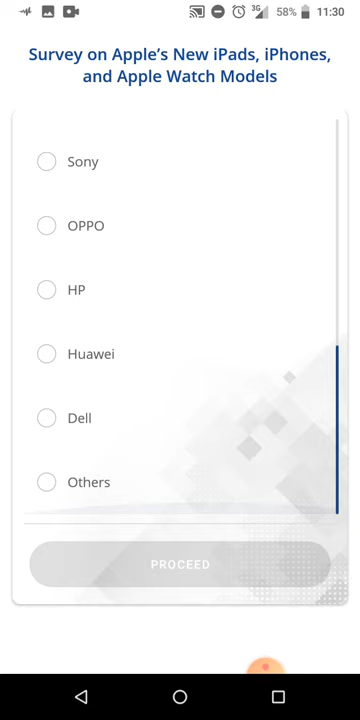 3G 58% 11:30
Survey on Apple's New iPads, iPhones,
and Apple Watch Models
Sony
OPPO
HP
Huawei
Dell
Others
PROCEED